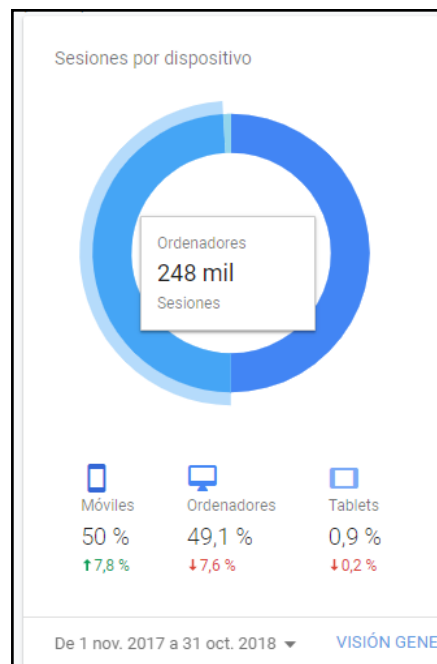 Sesiones por dispositivo
Ordenadores
248 mil
Sesiones
Móviles Ordenadores Tablets
50 % 49,1 % 0,9 %
↑7,8 % ↓7,6 % ↓0,2 %
De 1 nov. 2017 a 31 oct. 2018 VISIÓN GENE